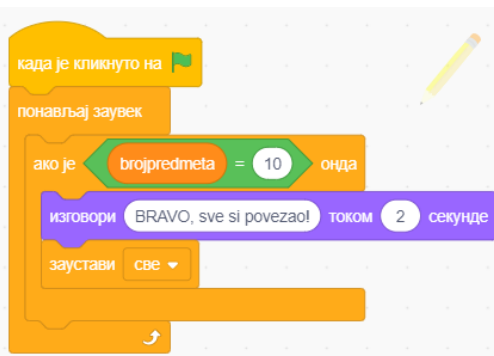 када је кликнуто на
понављај заувек
ако је brojpredmeta = 10 онда
изговори BRAVO, sve si povezao! током 2 секунде
заустави све